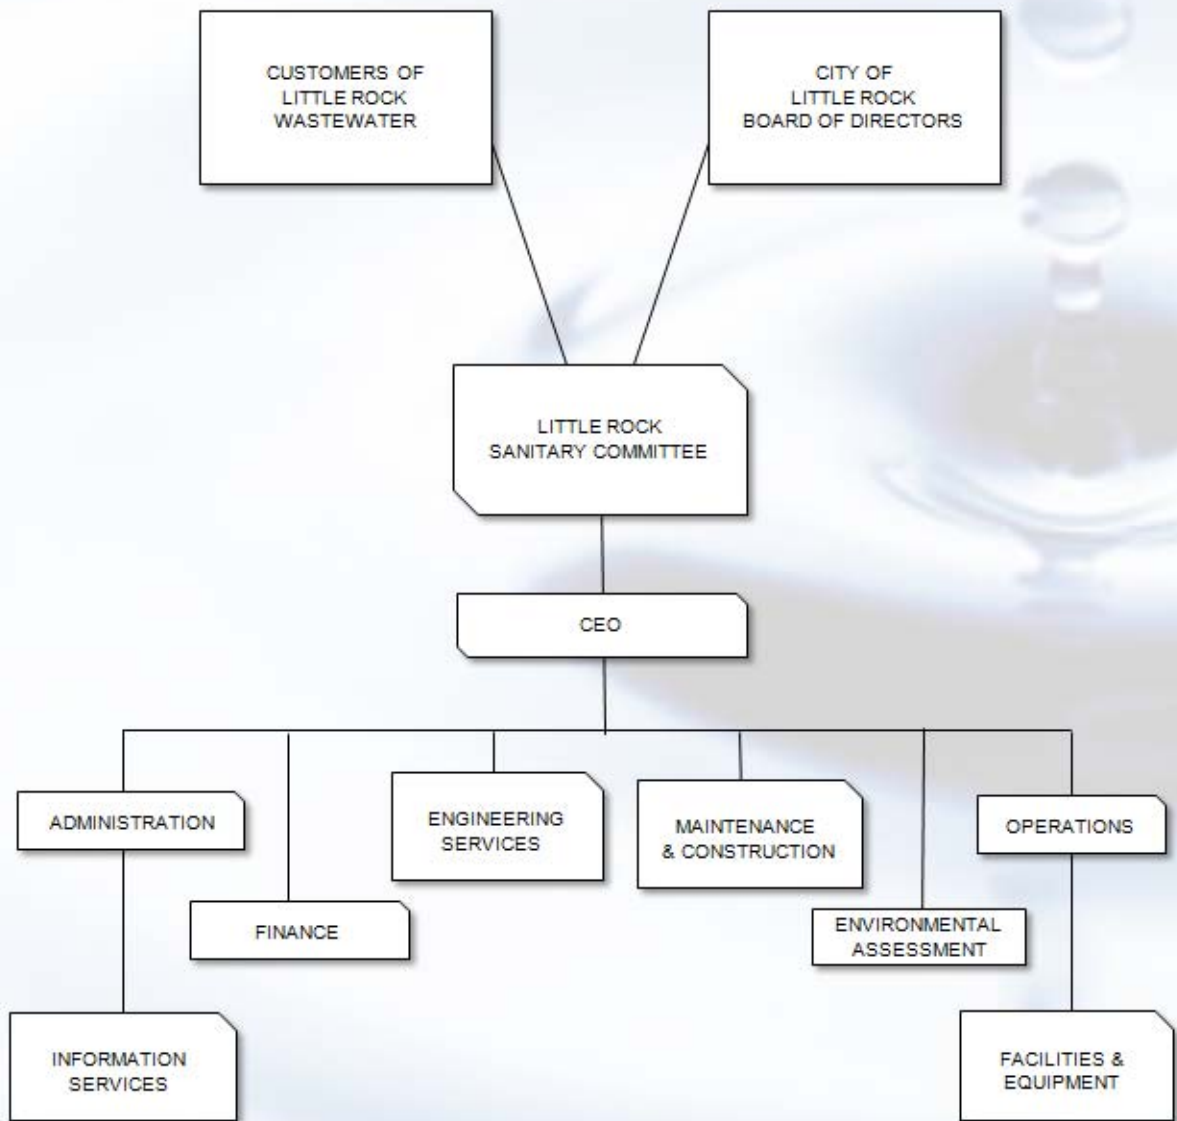 CUSTOMERS OF
LITTLE ROCK
WASTEWATER
CITY OF
LITTLE ROCK
BOARD OF DIRECTORS
LITTLE ROCK
SANITARY COMMITTEE
CEO
ADMINISTRATION
ENGINEERING
SERVICES
MAINTENANCE
& CONSTRUCTION
OPERATIONS
FINANCE
ENVIRONMENTAL
ASSESSMENT
INFORMATION
SERVICES
FACILITIES &
EQUIPMENT